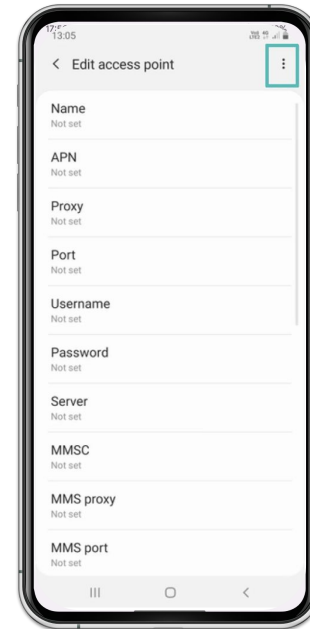 13:05
Edit access point
Name
Not set
APN
Not set
Proxy
Not set
Port
Not set
Username
Not set
Password
Not set
Server
Not set
MMSC
Not set
MMS proxy
Not set
MMS port
Not set